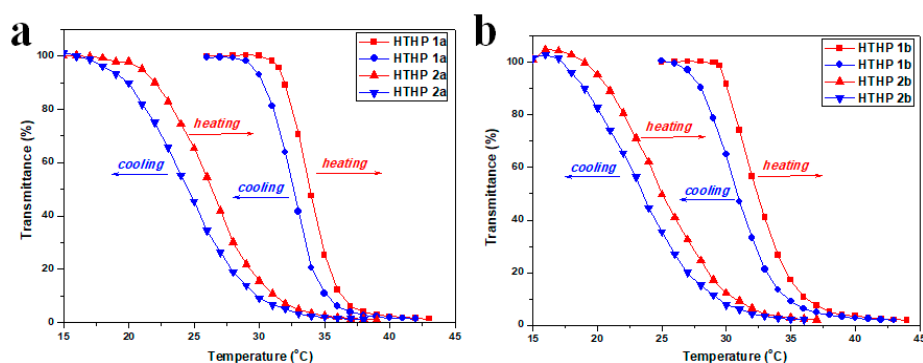 a
HTHP 1a
HTHP 1a
HTHP 2a
HTHP 2a
heating
heating
cooling
cooling
Transmittance (%)
100
80
60
40
20
0
15 20 25 30 35 40 45
Temperature (°C)
b
HTHP 1b
HTHP 1b
HTHP 2b
HTHP 2b
heating
heating
cooling
cooling
Transmittance (%)
100
80
60
40
20
0
15 20 25 30 35 40 45
Temperature (°C)